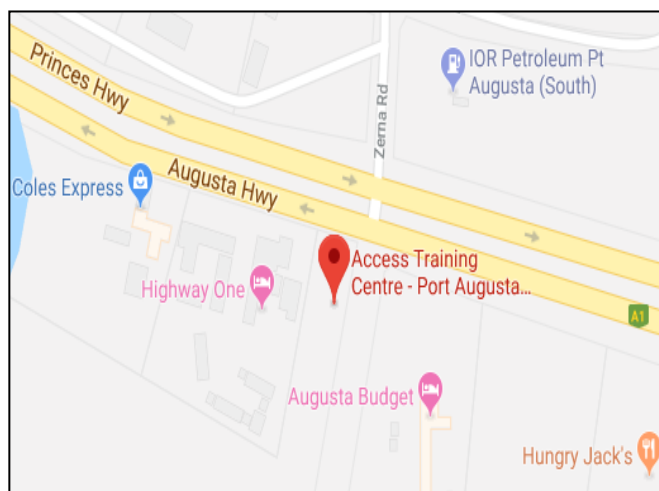 Princes Hwy
Zerna Rd
IOR Petroleum Pt
Augusta (South)
Coles Express
Augusta Hwy
Access Training
Centre - Port Augusta...
Highway One
A1
Augusta Budget
Hungry Jack's